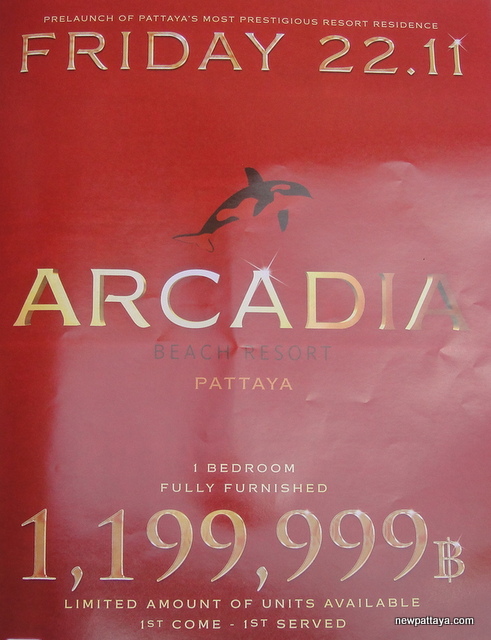 PRELAUNCH OF PATTAYA'S MOST PRESTIGIOUS RESORT RESIDENCE
FRIDAY 22.11
ARCADIA
BEACH RESORT
PATTAYA
1 BEDROOM
FULLY FURNISHED
1,199,999฿
LIMITED AMOUNT OF UNITS AVAILABLE
1ST COME - 1ST SERVED
newpattaya.com